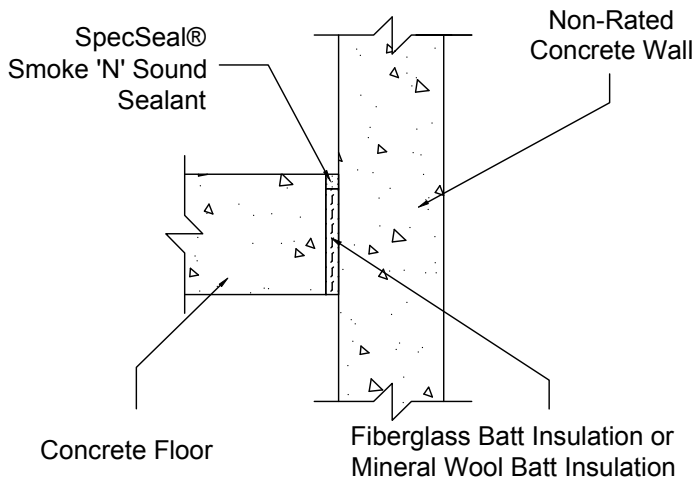 SpecSeal®
Smoke 'N' Sound
Sealant
Non-Rated
Concrete Wall
Concrete Floor
Fiberglass Batt Insulation or
Mineral Wool Batt Insulation